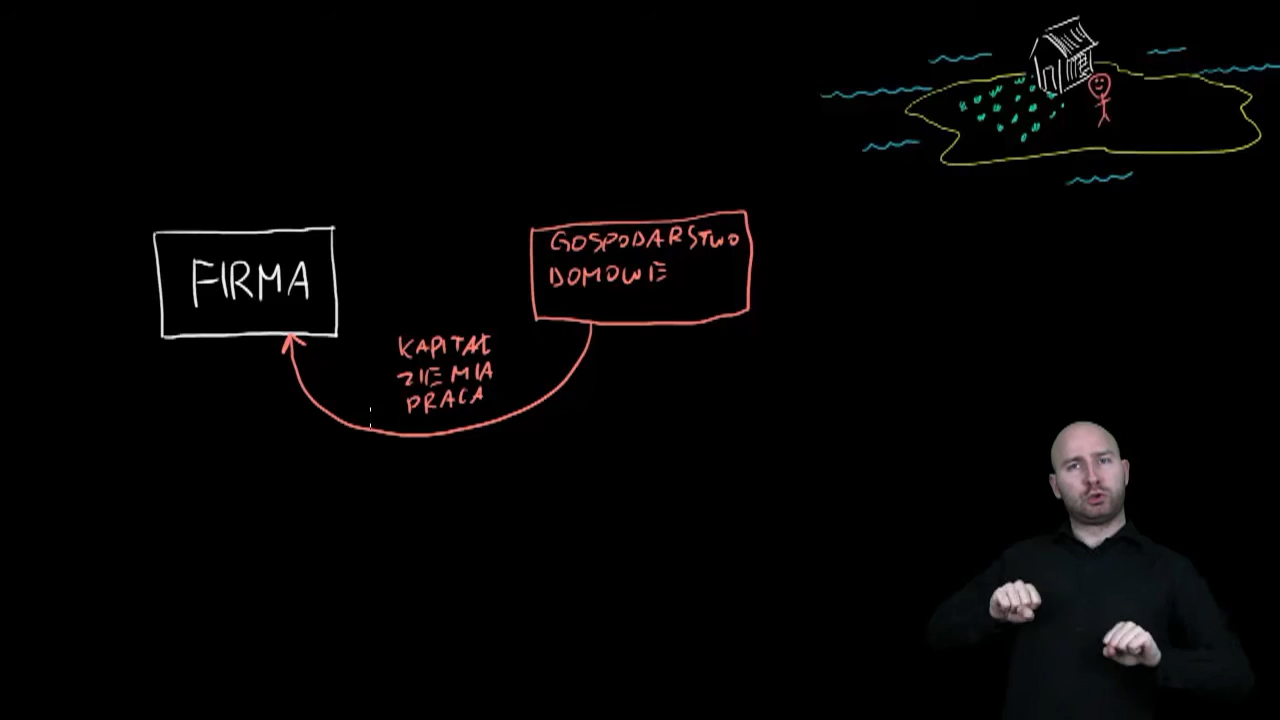 FIRMA
GOSPODARSTWO
DOMOWE
KAPITAŁ
ZIEMIA
PRACA